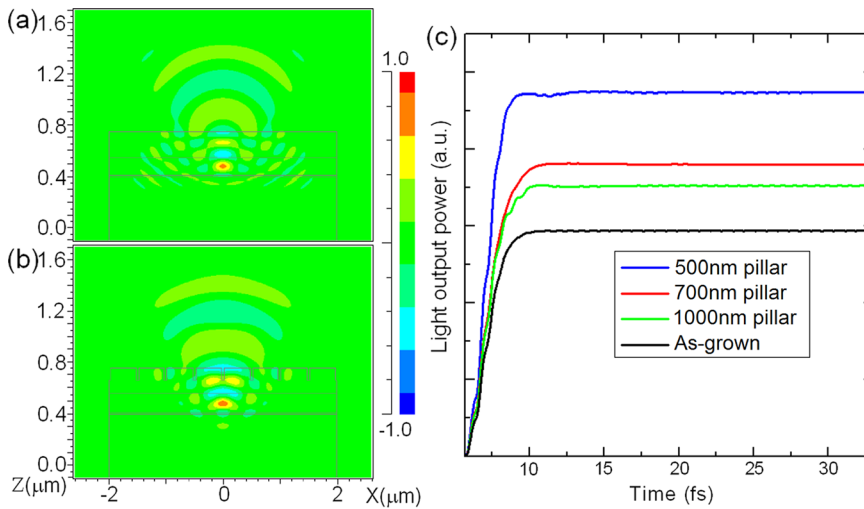 (a)
1.6
1.2
0.8
0.4
0.0
1.0
-1.0
(b)
1.6
1.2
0.8
0.4
0.0
Z(μm)
-2
0
X(μm)
2
(c)
Light output power (a.u.)
500nm pillar
700nm pillar
1000nm pillar
As-grown
10 15 20 25 30
Time (fs)